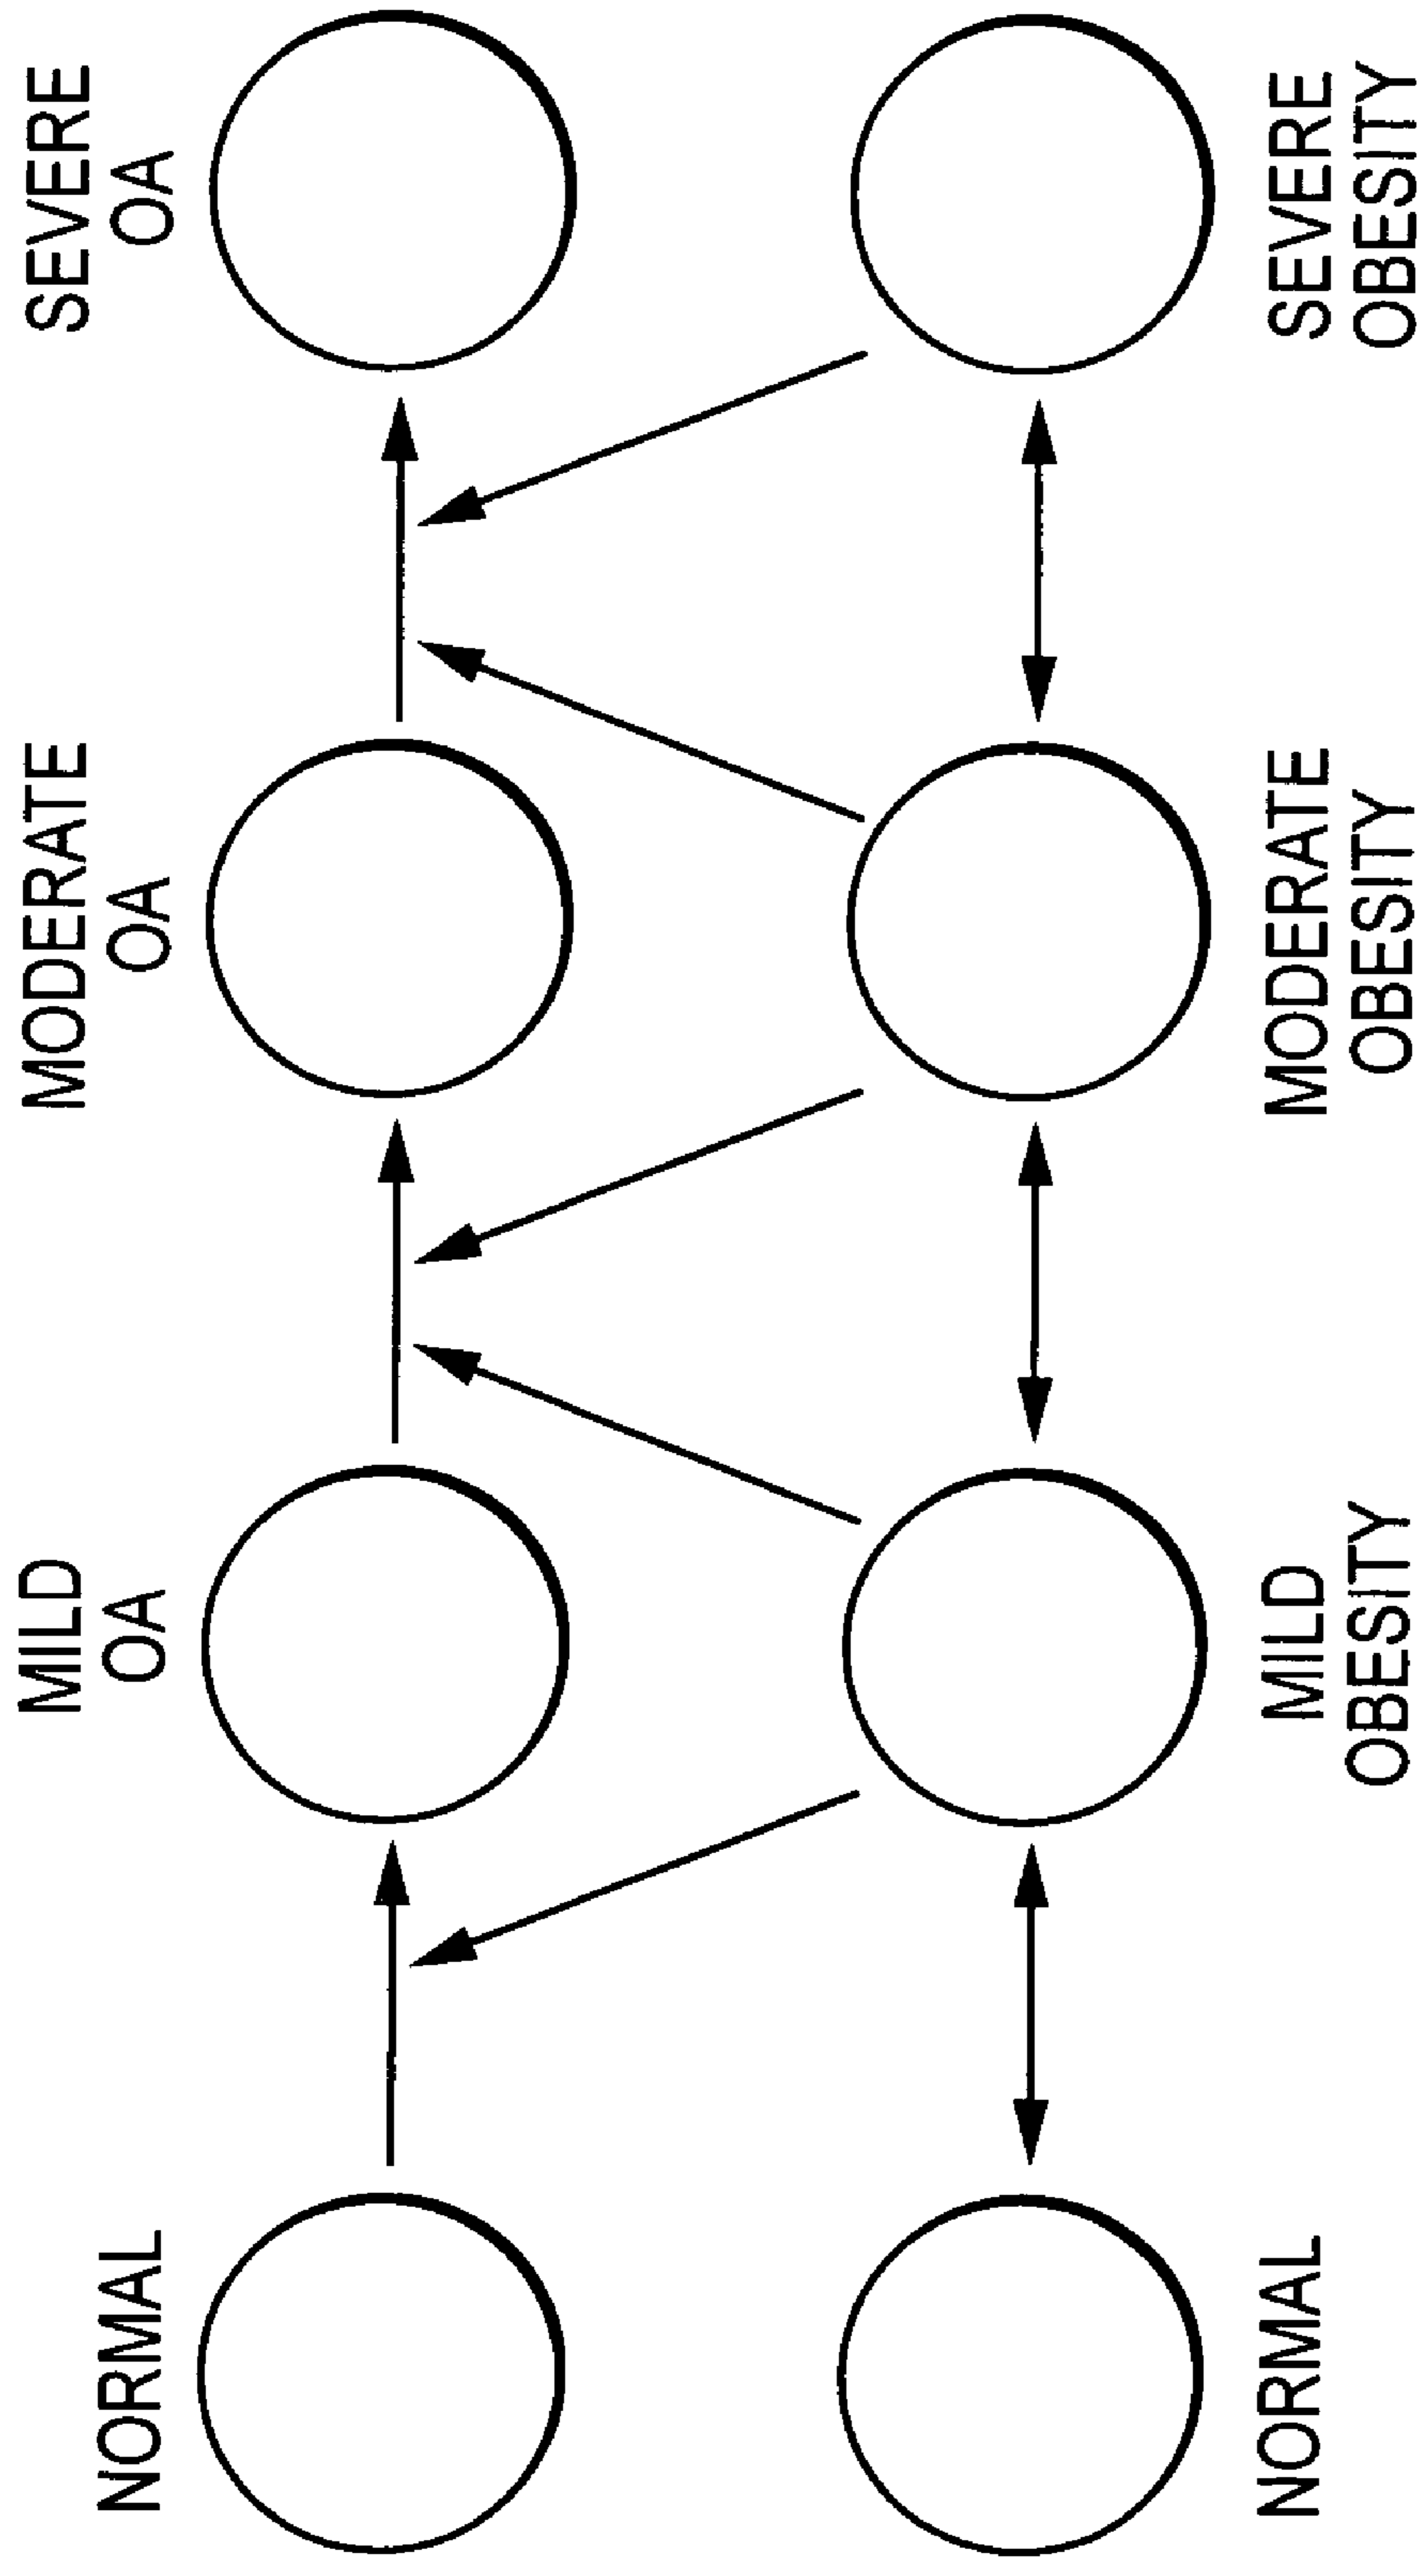 NORMAL
MILD
OA
MODERATE
OA
SEVERE
OA
NORMAL
MILD
OBESITY
MODERATE
OBESITY
SEVERE
OBESITY